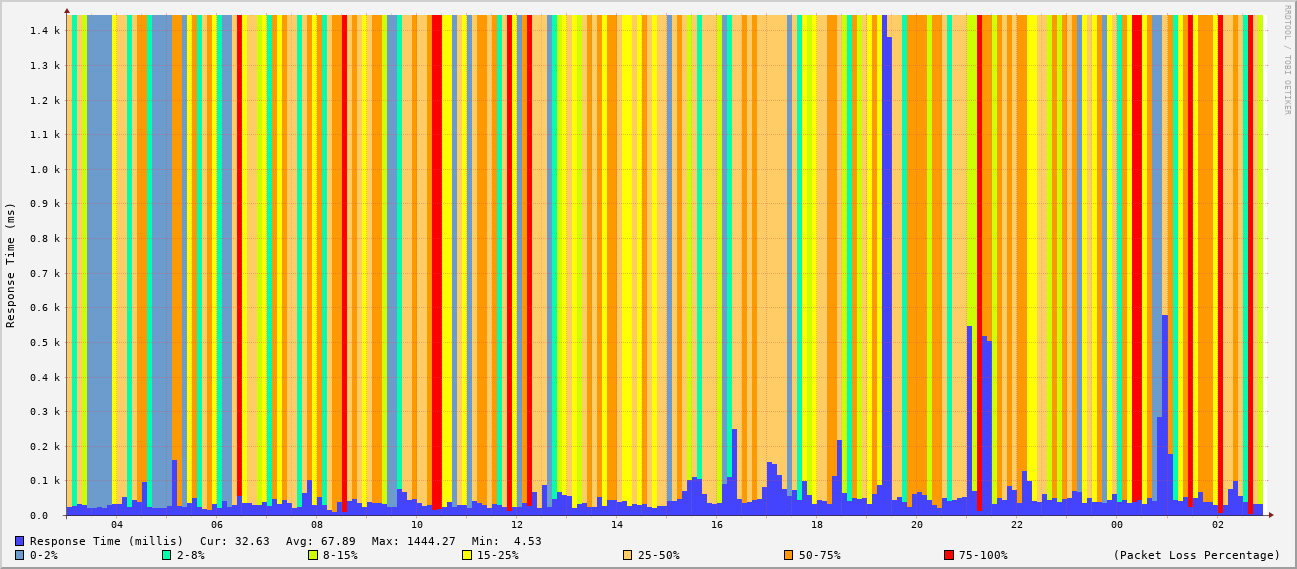 RRDTOOL / TOBI OETIKER
Response Time (ms)
1.4 k
1.3 k
1.2 k
1.1 k
1.0 k
0.9 k
0.8 k
0.7 k
0.6 k
0.5 k
0.4 k
0.3 k
0.2 k
0.1 k
0.0
04 06 08 10 12 14 16 18 20 22 00 02
Response Time (millis) Cur: 32.63 Avg: 67.89 Max: 1444.27 Min: 4.53
0-2% 2-8% 8-15% 15-25% 25-50% 50-75% 75-100% (Packet Loss Percentage)